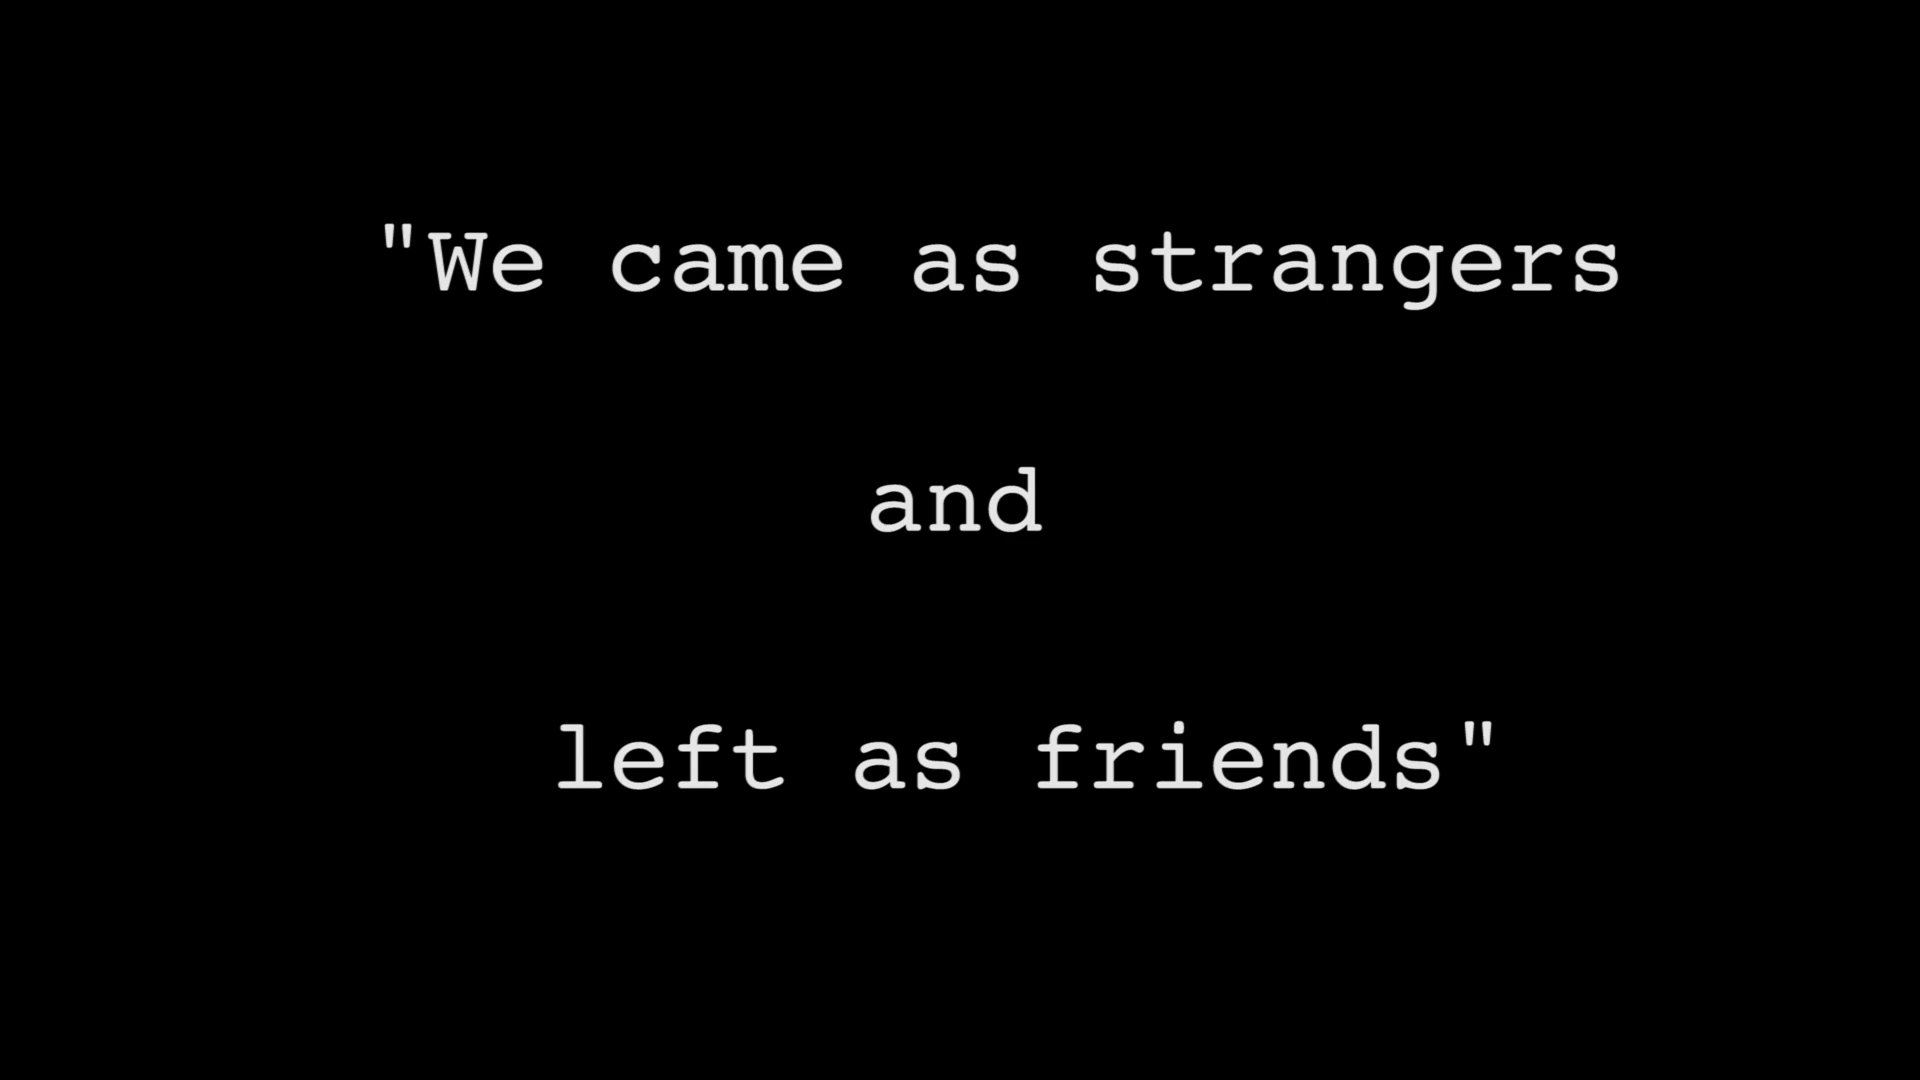 "We came as strangers
and
left as friends"